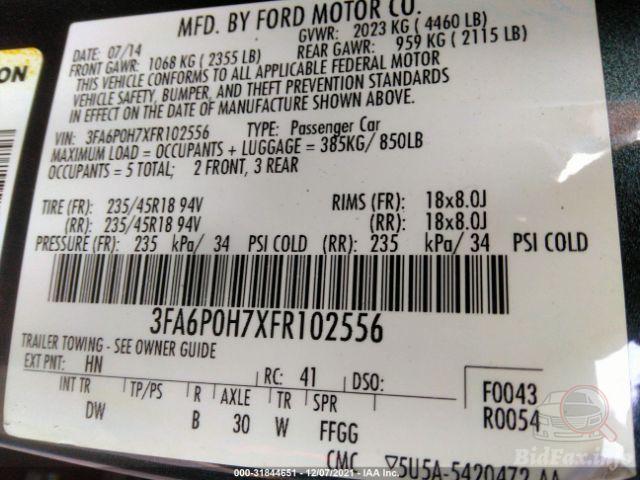 MFD. BY FORD MOTOR CO.
DATE: 07/14
GVWR: 2023 KG ( 4460 LB)
FRONT GAWR: 1068 KG ( 2355 LB)
REAR GAWR: 959 KG ( 2115 LB)
THIS VEHICLE CONFORMS TO ALL APPLICABLE FEDERAL MOTOR
VEHICLE SAFETY, BUMPER, AND THEFT PREVENTION STANDARDS
IN EFFECT ON THE DATE OF MANUFACTURE SHOWN ABOVE.
VIN: 3FA6P0H7XFR102556 TYPE: Passenger Car
MAXIMUM LOAD = OCCUPANTS + LUGGAGE = 385KG/ 850LB
OCCUPANTS = 5 TOTAL; 2 FRONT, 3 REAR
TIRE (FR): 235/45R18 94V RIMS (FR): 18x8.0J
(RR): 235/45R18 94V (RR): 18x8.0J
PRESSURE (FR): 235 kPa/ 34 PSI COLD (RR): 235 kPa/ 34 PSI COLD
3FA6P0H7XFR102556
TRAILER TOWING - SEE OWNER GUIDE
EXT PNT: HN RC: 41 DSO:
F0043
R0054
INT TR TP/PS R AXLE TR SPR
DW B 30 W FFGG
CMC ▽5U5A-5420472-AA
ION
BidFax.info
000-31844651 - 12/07/2021 - IAA Inc.